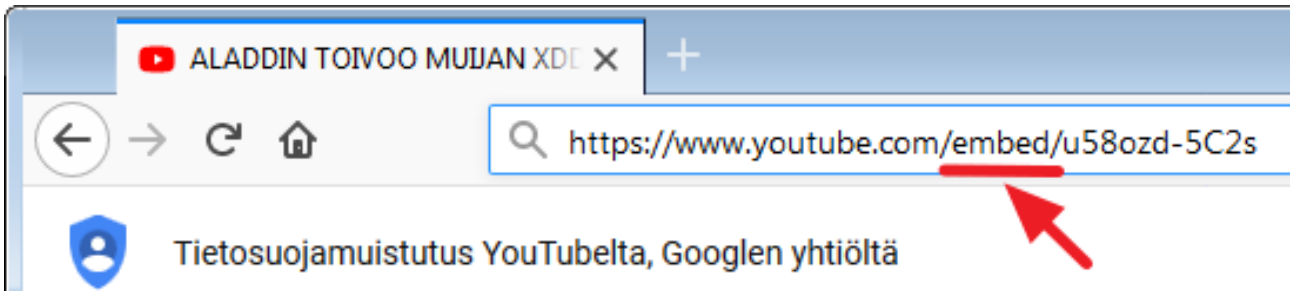 ALADDIN TOIVOO MUIJAN XDD
https://www.youtube.com/embed/u58ozd-5C2s
Tietosuojamuistutus YouTubelta, Googlen yhtiöltä